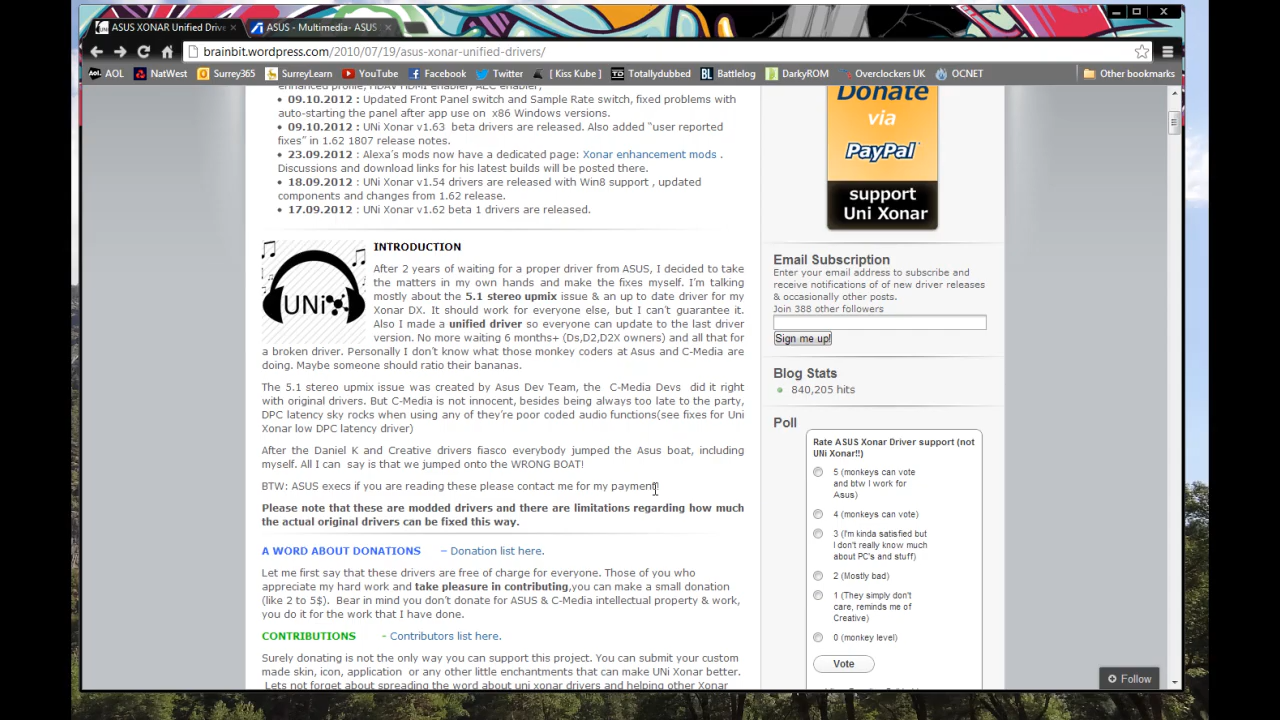 ASUS XONAR Unified Drive
ASUS - Multimedia- ASUS
brainbit.wordpress.com/2010/07/19/asus-xonar-unified-drivers/
AOL NatWest Surrey365 SurreyLearn YouTube Facebook Twitter [ Kiss Kube ] Totallydubbed Battlelog DarkyROM Overclockers UK OCNET Other bookmarks
enhanced profile, HDAV HDMI enabler, AEC enabler,
• 09.10.2012 : Updated Front Panel switch and Sample Rate switch, fixed problems with
auto-starting the panel after app use on x86 Windows versions.
• 09.10.2012 : UNi Xonar v1.63 beta drivers are released. Also added “user reported
fixes” in 1.62 1807 release notes.
• 23.09.2012 : Alexa’s mods now have a dedicated page: Xonar enhancement mods .
Discussions and download links for his latest builds will be posted there.
• 18.09.2012 : UNi Xonar v1.54 drivers are released with Win8 support , updated
components and changes from 1.62 release.
• 17.09.2012 : UNi Xonar v1.62 beta 1 drivers are released.
UNi
INTRODUCTION
After 2 years of waiting for a proper driver from ASUS, I decided to take
the matters in my own hands and make the fixes myself. I’m talking
mostly about the 5.1 stereo upmix issue & an up to date driver for my
Xonar DX. It should work for everyone else, but I can’t guarantee it.
Also I made a unified driver so everyone can update to the last driver
version. No more waiting 6 months+ (Ds,D2,D2X owners) and all that for
a broken driver. Personally I don’t know what those monkey coders at Asus and C-Media are
doing. Maybe someone should ratio their bananas.
The 5.1 stereo upmix issue was created by Asus Dev Team, the C-Media Devs did it right
with original drivers. But C-Media is not innocent, besides being always too late to the party,
DPC latency sky rocks when using any of they’re poor coded audio functions(see fixes for Uni
Xonar low DPC latency driver)
After the Daniel K and Creative drivers fiasco everybody jumped the Asus boat, including
myself. All I can say is that we jumped onto the WRONG BOAT!
BTW: ASUS execs if you are reading these please contact me for my payment!
Please note that these are modded drivers and there are limitations regarding how much
the actual original drivers can be fixed this way.
A WORD ABOUT DONATIONS – Donation list here.
Let me first say that these drivers are free of charge for everyone. Those of you who
appreciate my hard work and take pleasure in contributing,you can make a small donation
(like 2 to 5$). Bear in mind you don’t donate for ASUS & C-Media intellectual property & work,
you do it for the work that I have done.
CONTRIBUTIONS – Contributors list here.
Surely donating is not the only way you can support this project. You can submit your custom
made skin, icon, application or any other little enchantments that can make UNi Xonar better.
Lets not forget about spreading the word about uni xonar drivers and helping other Xonar
Donate
via
PayPal
support
Uni Xonar
Email Subscription
Enter your email address to subscribe and
receive notifications of of new driver releases
& occasionally other posts.
Join 388 other followers
Sign me up!
Blog Stats
840,205 hits
Poll
Rate ASUS Xonar Driver support (not
UNi Xonar!!)
5 (monkeys can vote
and btw I work for
Asus)
4 (monkeys can vote)
3 (I'm kinda satisfied but
I don't really know much
about PC's and stuff)
2 (Mostly bad)
1 (They simply don't
care, reminds me of
Creative)
0 (monkey level)
Vote
Follow